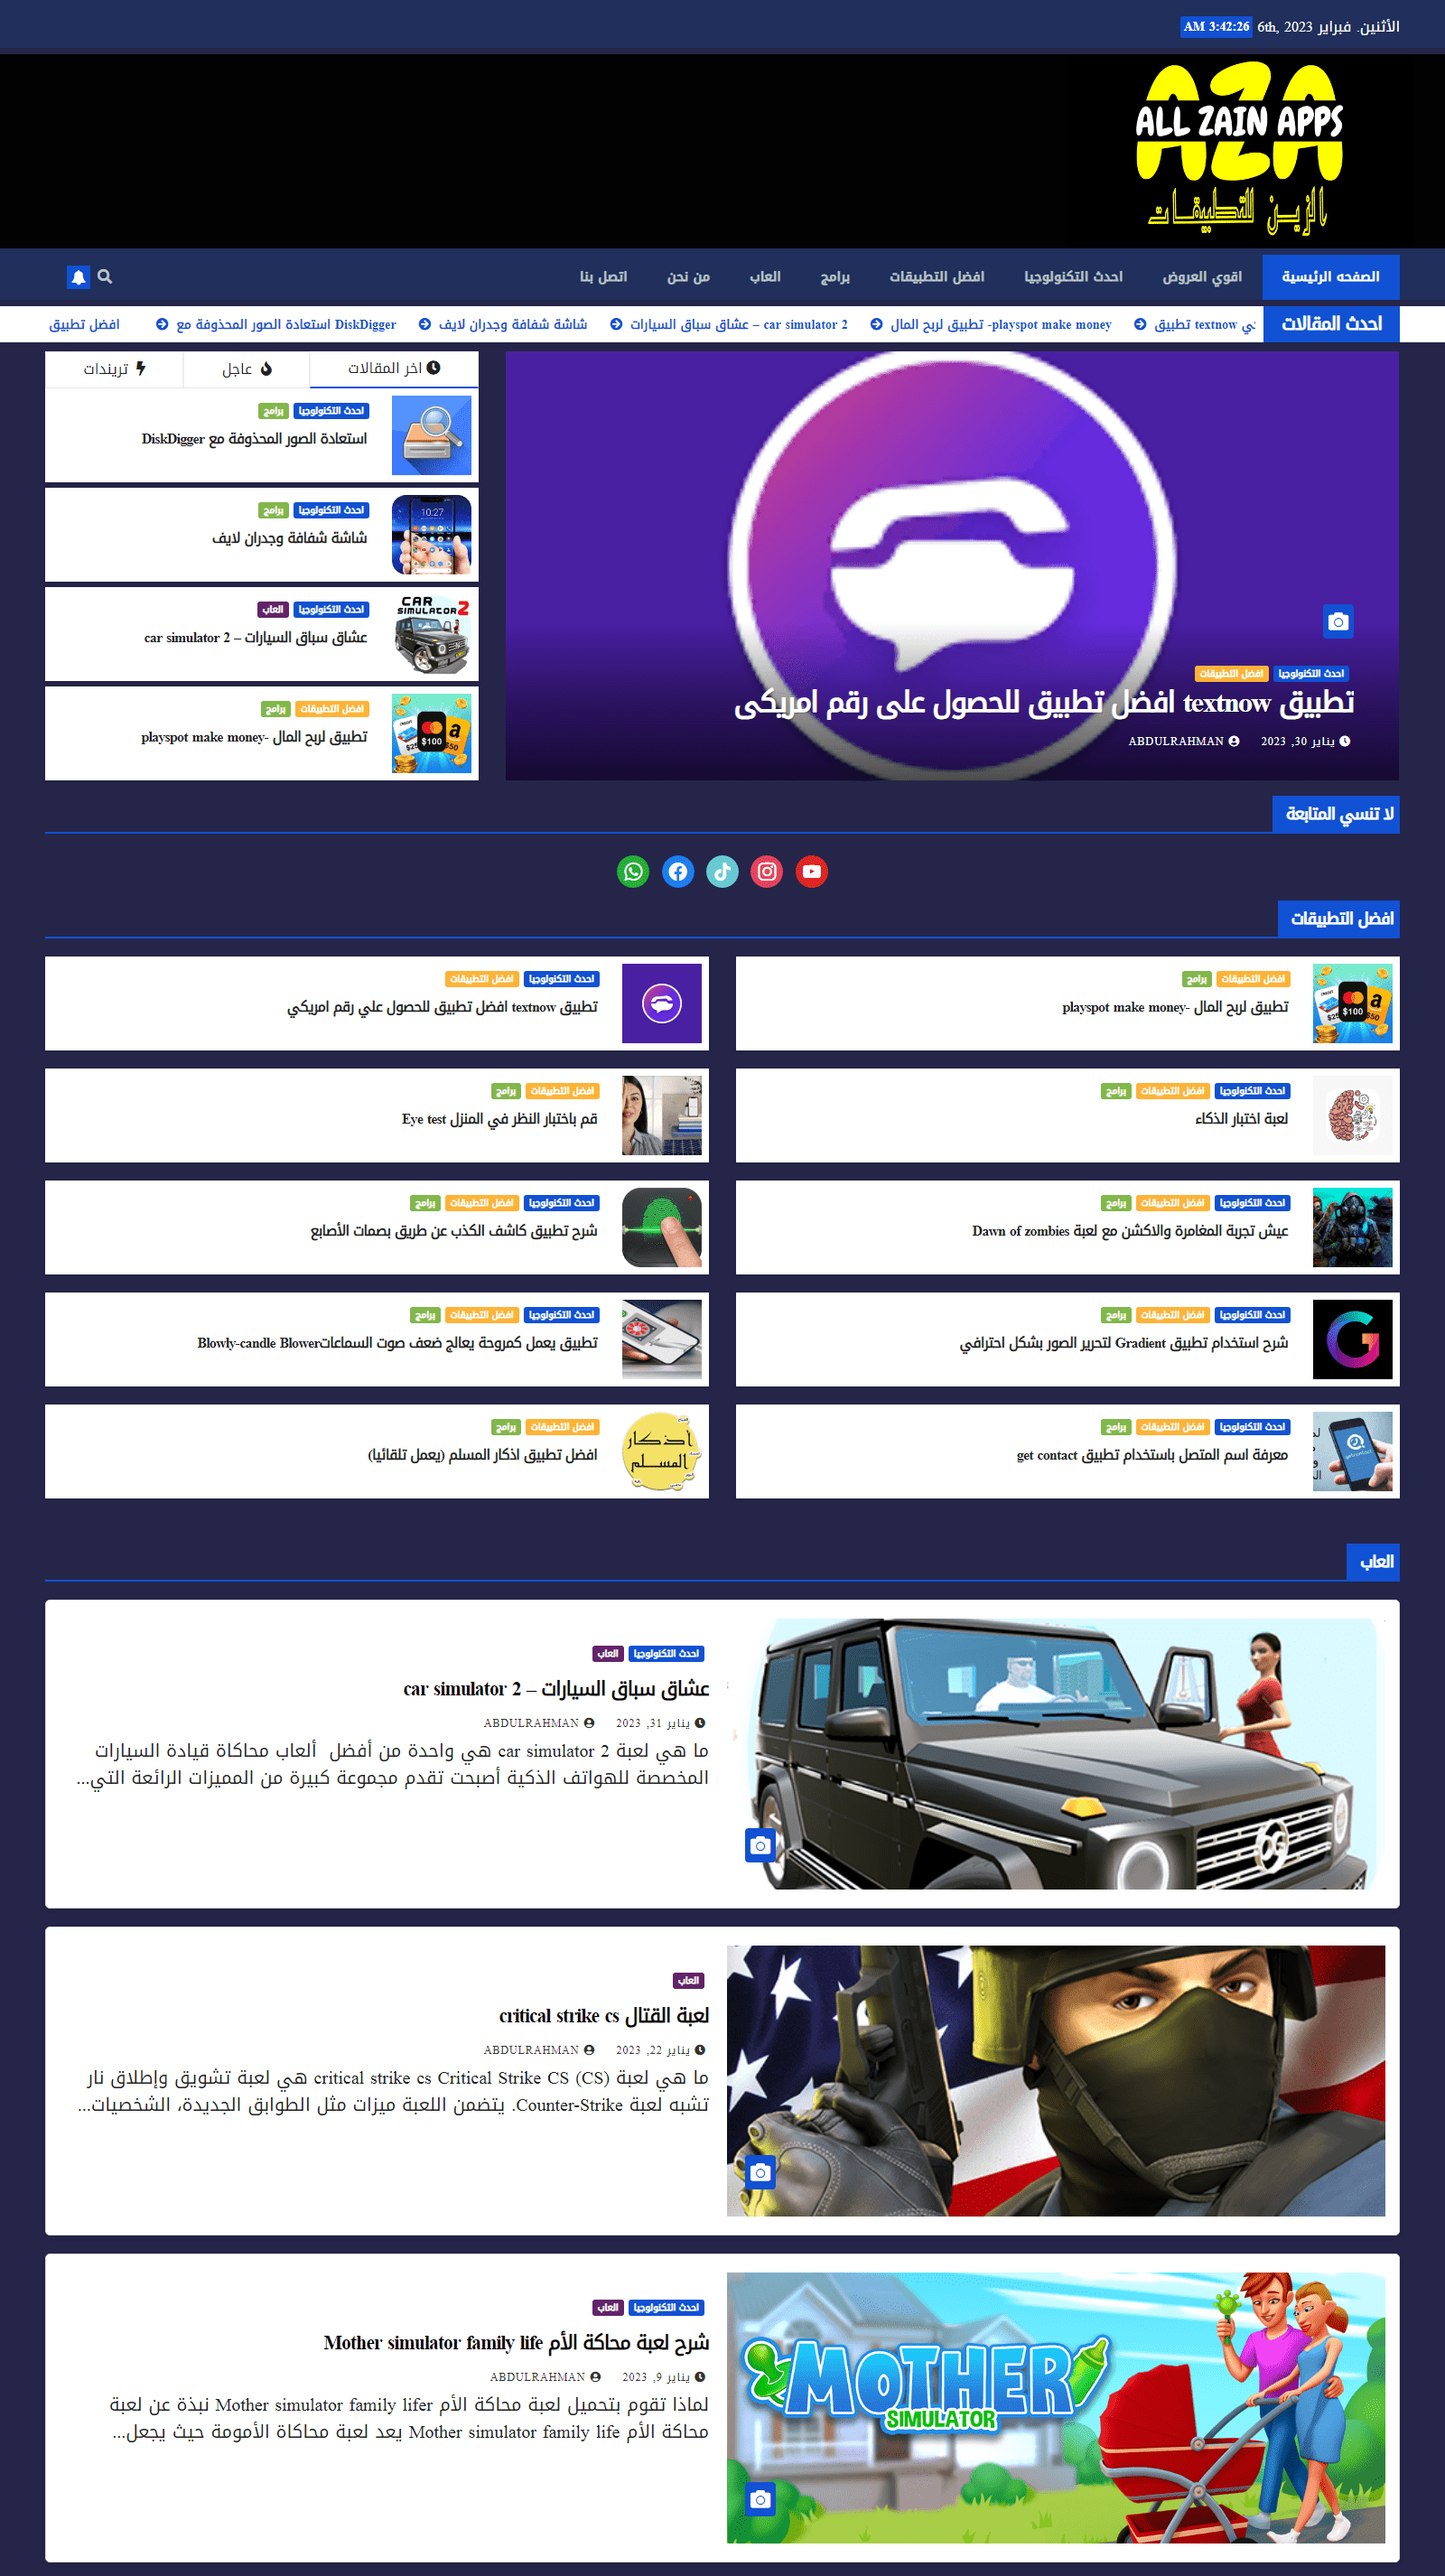 الأثنين. فبراير 6th, 2023 3:42:26 AM
AZA
ALL ZAIN APPS
الزين للتطبيقات
الصفحه الرئيسية
اقوي العروض
احدث التكنولوجيا
افضل التطبيقات
برامج
العاب
من نحن
اتصل بنا
احدث المقالات
ي textnow تطبيق
playspot make money- تطبيق لربح المال
car simulator 2 – عشاق سباق السيارات
شاشة شفافة وجدران لايف
DiskDigger استعادة الصور المحذوفة مع
افضل تطبيق
احدث التكنولوجيا افضل التطبيقات
تطبيق textnow افضل تطبيق للحصول على رقم امريكي
يناير 30, 2023 ABDULRAHMAN
اخر المقالات
عاجل
تريندات
احدث التكنولوجيا برامج
استعادة الصور المحذوفة مع DiskDigger
10:27
احدث التكنولوجيا برامج
شاشة شفافة وجدران لايف
CAR SIMULATOR 2
احدث التكنولوجيا العاب
عشاق سباق السيارات – car simulator 2
$100
افضل التطبيقات برامج
تطبيق لربح المال -playspot make money
لا تنسي المتابعة
افضل التطبيقات
$100
افضل التطبيقات برامج
تطبيق لربح المال -playspot make money
احدث التكنولوجيا افضل التطبيقات
تطبيق textnow افضل تطبيق للحصول علي رقم امريكي
احدث التكنولوجيا افضل التطبيقات برامج
لعبة اختبار الذكاء
افضل التطبيقات برامج
قم باختبار النظر في المنزل Eye test
احدث التكنولوجيا افضل التطبيقات برامج
عيش تجربة المغامرة والاكشن مع لعبة Dawn of zombies
احدث التكنولوجيا افضل التطبيقات برامج
شرح تطبيق كاشف الكذب عن طريق بصمات الأصابع
احدث التكنولوجيا افضل التطبيقات برامج
شرح استخدام تطبيق Gradient لتحرير الصور بشكل احترافي
احدث التكنولوجيا افضل التطبيقات برامج
تطبيق يعمل كمروحة يعالج ضعف صوت السماعاتBlowly-candle Blower
احدث التكنولوجيا افضل التطبيقات برامج
معرفة اسم المتصل باستخدام تطبيق get contact
أذكار المسلم
افضل التطبيقات برامج
افضل تطبيق اذكار المسلم (يعمل تلقائيا)
العاب
احدث التكنولوجيا العاب
عشاق سباق السيارات – car simulator 2
يناير 31, 2023 ABDULRAHMAN
ما هي لعبة car simulator 2 هي واحدة من أفضل ألعاب محاكاة قيادة السيارات
المخصصة للهواتف الذكية أصبحت تقدم مجموعة كبيرة من المميزات الرائعة التي...
العاب
لعبة القتال critical strike cs
يناير 22, 2023 ABDULRAHMAN
ما هي لعبة critical strike cs Critical Strike CS (CS) هي لعبة تشويق وإطلاق نار
تشبه لعبة Counter-Strike. يتضمن اللعبة ميزات مثل الطوابق الجديدة، الشخصيات...
MOTHER
SIMULATOR
احدث التكنولوجيا العاب
شرح لعبة محاكة الأم Mother simulator family life
يناير 9, 2023 ABDULRAHMAN
لماذا تقوم بتحميل لعبة محاكة الأم Mother simulator family lifer نبذة عن لعبة
محاكة الأم Mother simulator family life يعد لعبة محاكاة الأمومة حيث يجعل...